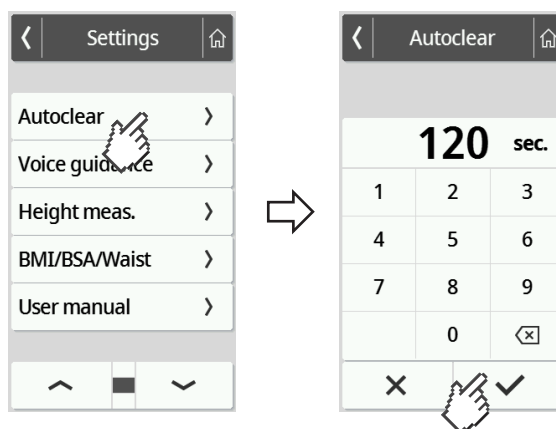 Settings
Autoclear
Voice guidance
Height meas.
BMI/BSA/Waist
User manual
Autoclear
120 sec.
1 2 3
4 5 6
7 8 9
0